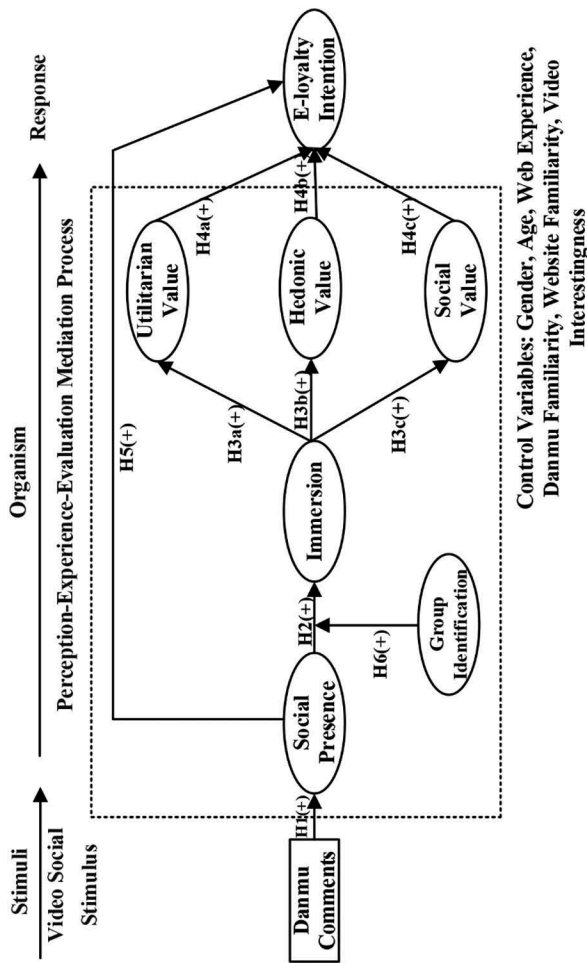 Stimuli
Organism
Response
Video Social
Stimulus
Perception-Experience-Evaluation Mediation Process
H5(+)
Danmu
Comments
H1(+)
Social
Presence
H2(+)
H6(+)
Group
Identification
Immersion
H3a(+)
H3b(+)
H3c(+)
Utilitarian
Value
Hedonic
Value
Social
Value
H4a(+)
H4b(+)
H4c(+)
E-loyalty
Intention
Control Variables: Gender, Age, Web Experience,
Danmu Familiarity, Website Familiarity, Video
Interestingness